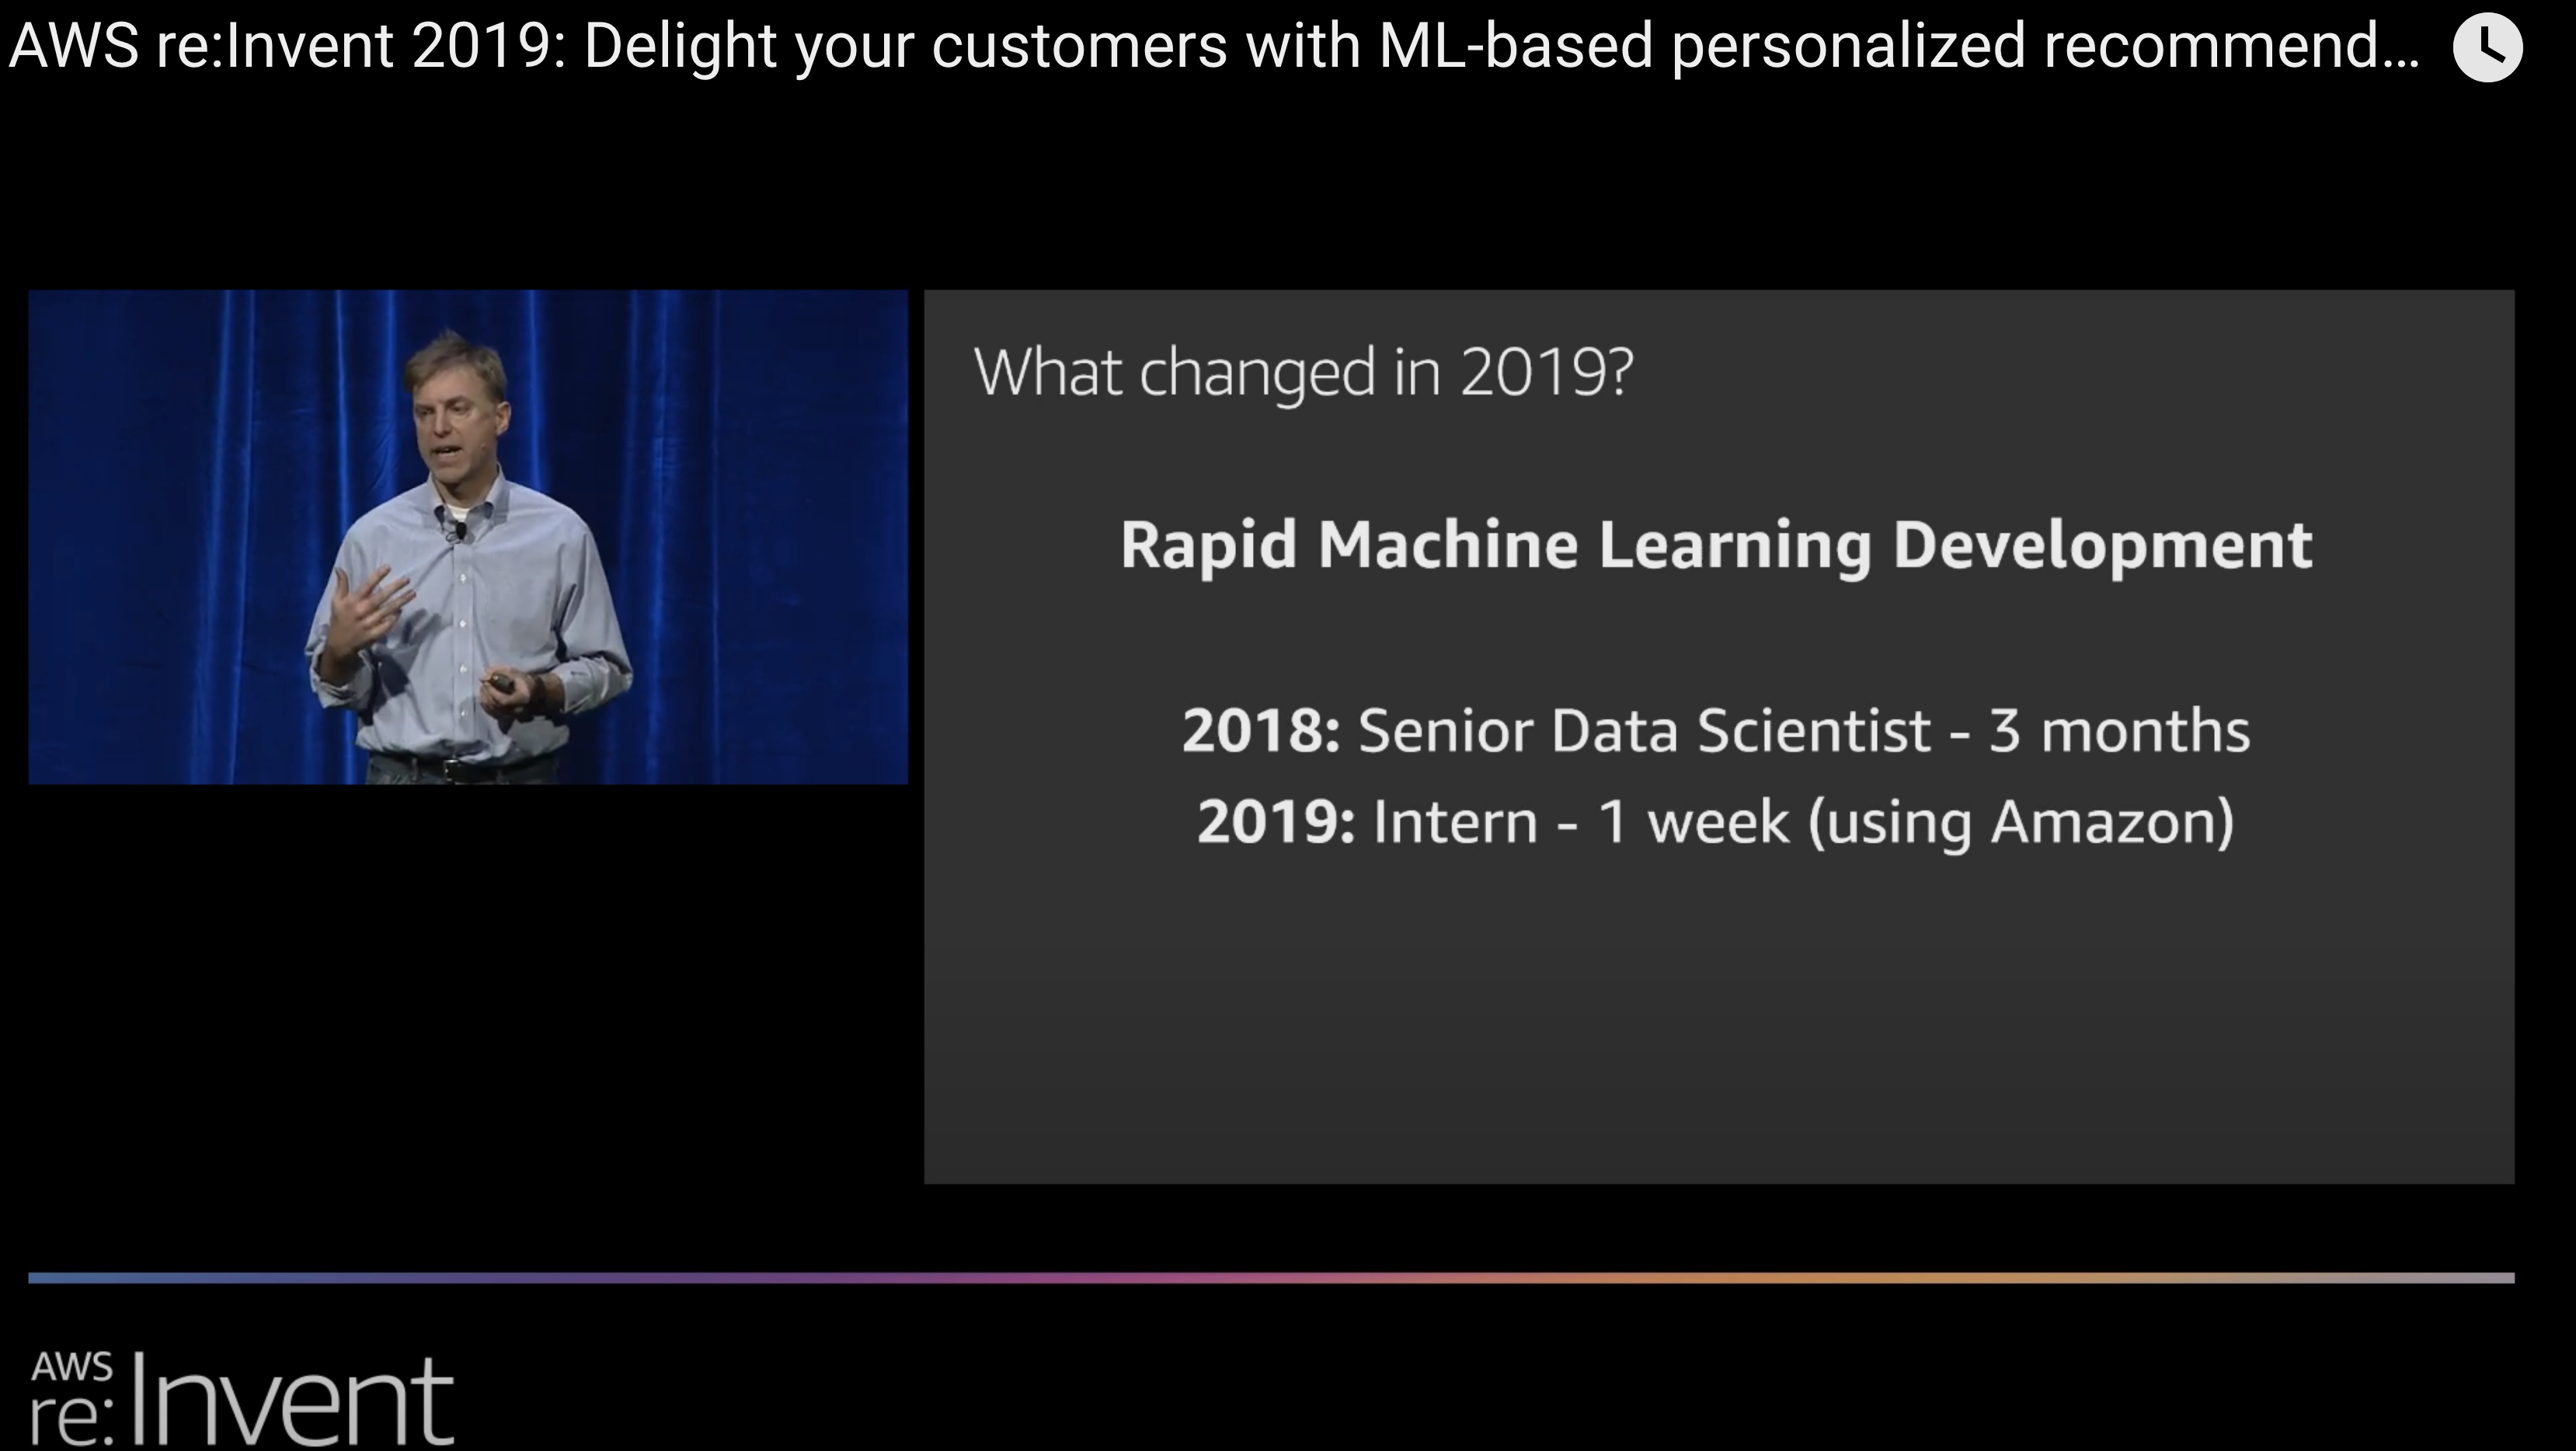 AWS re:Invent 2019: Delight your customers with ML-based personalized recommend...
What changed in 2019?
Rapid Machine Learning Development
2018: Senior Data Scientist - 3 months
2019: Intern - 1 week (using Amazon)
AWS
re:Invent